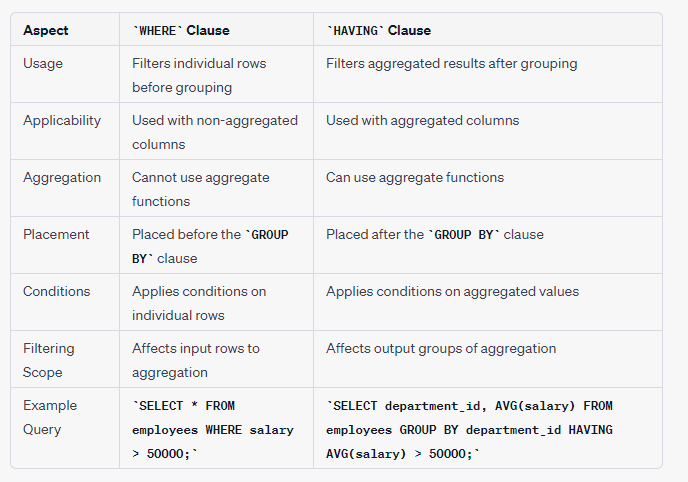 Aspect `WHERE` Clause `HAVING` Clause
Usage Filters individual rows Filters aggregated results after grouping
before grouping
Applicability Used with non-aggregated Used with aggregated columns
columns
Aggregation Cannot use aggregate Can use aggregate functions
functions
Placement Placed before the `GROUP Placed after the `GROUP BY` clause
BY` clause
Conditions Applies conditions on Applies conditions on aggregated values
individual rows
Filtering Affects input rows to Affects output groups of aggregation
Scope aggregation
Example `SELECT * FROM `SELECT department_id, AVG(salary) FROM
Query employees WHERE salary employees GROUP BY department_id HAVING
> 50000;` AVG(salary) > 50000;`